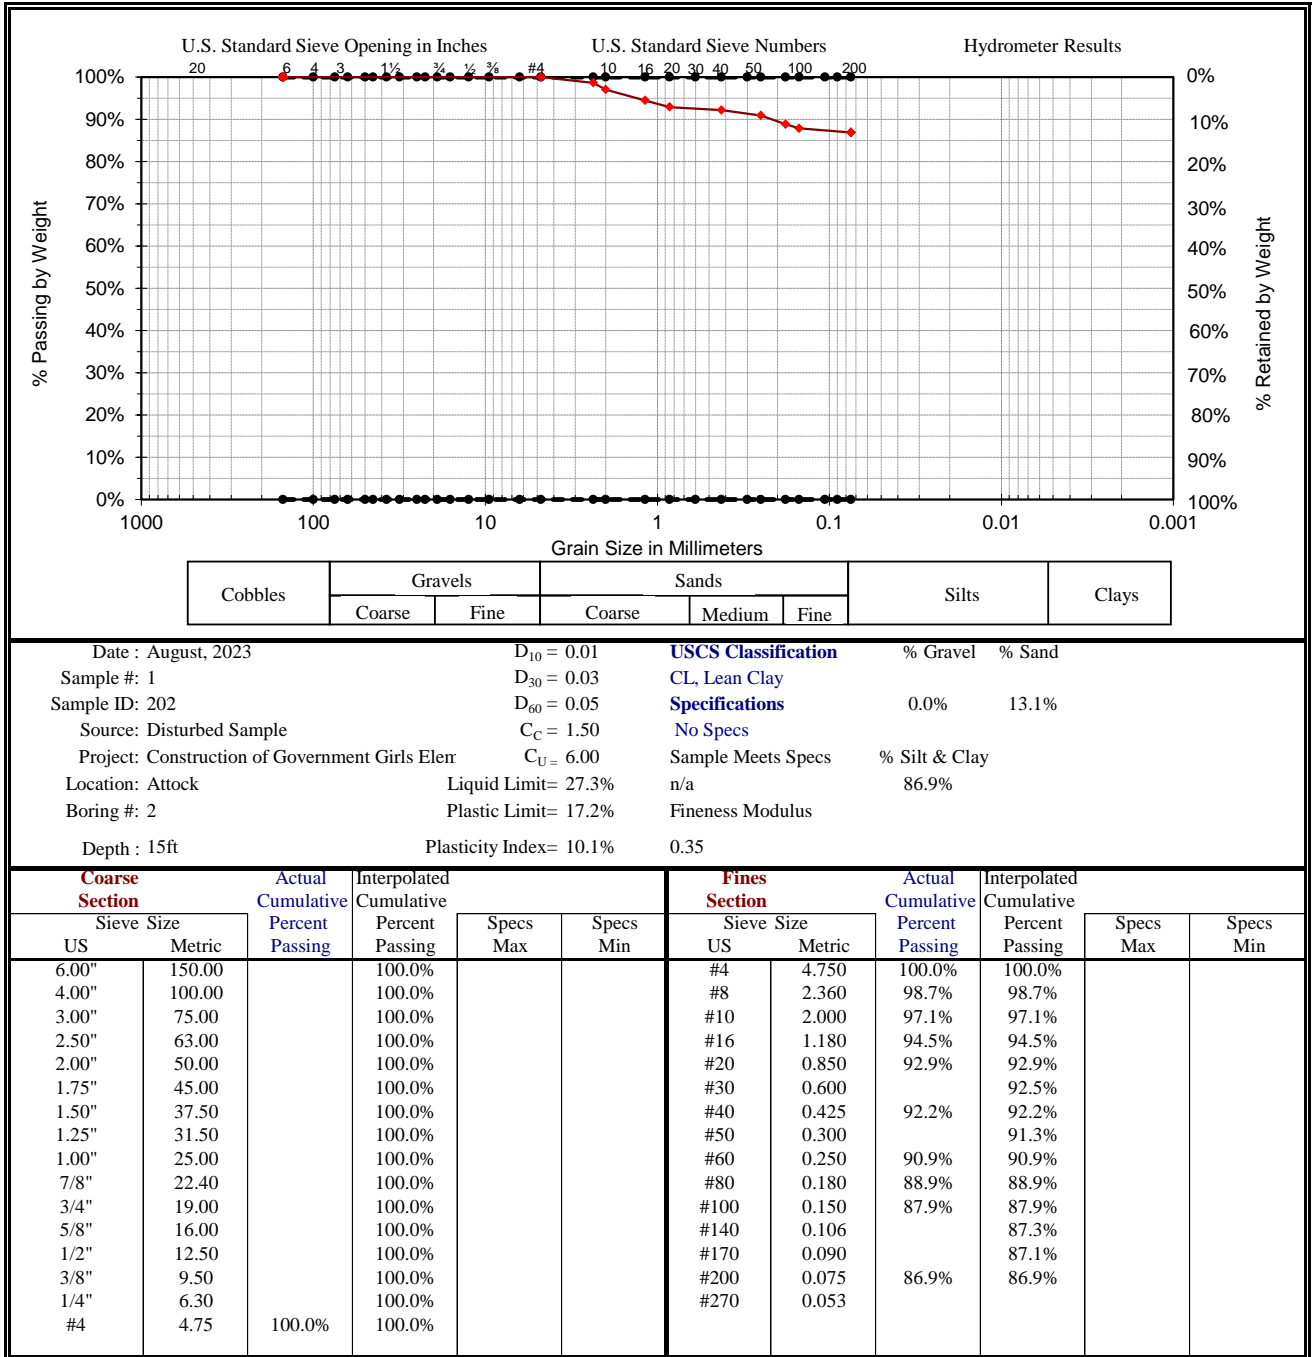 U.S. Standard Sieve Opening in Inches U.S. Standard Sieve Numbers Hydrometer Results
20 6 4 3 1½ ¾ ½ ⅜ #4 10 16 20 30 40 50 100 200
100% 0%
90% 10%
80% 20%
70% 30%
60% 40%
50% 50%
40% 60%
30% 70%
20% 80%
10% 90%
0% 100%
% Passing by Weight
% Retained by Weight
1000 100 10 1 0.1 0.01 0.001
Grain Size in Millimeters
Cobbles Gravels Sands Silts Clays
Coarse Fine Coarse Medium Fine
Date : August, 2023 D10 = 0.01 USCS Classification % Gravel % Sand
Sample #: 1 D30 = 0.03 CL, Lean Clay
Sample ID: 202 D60 = 0.05 Specifications 0.0% 13.1%
Source: Disturbed Sample CC = 1.50 No Specs
Project: Construction of Government Girls Elem CU = 6.00 Sample Meets Specs % Silt & Clay
Location: Attock Liquid Limit= 27.3% n/a 86.9%
Boring #: 2 Plastic Limit= 17.2% Fineness Modulus
Depth : 15ft Plasticity Index= 10.1% 0.35
Coarse Actual Interpolated Fines Actual Interpolated
Section Cumulative Cumulative Section Cumulative Cumulative
Sieve Size Percent Percent Specs Specs Sieve Size Percent Percent Specs Specs
US Metric Passing Passing Max Min US Metric Passing Passing Max Min
6.00" 150.00 100.0% #4 4.750 100.0% 100.0%
4.00" 100.00 100.0% #8 2.360 98.7% 98.7%
3.00" 75.00 100.0% #10 2.000 97.1% 97.1%
2.50" 63.00 100.0% #16 1.180 94.5% 94.5%
2.00" 50.00 100.0% #20 0.850 92.9% 92.9%
1.75" 45.00 100.0% #30 0.600 92.5%
1.50" 37.50 100.0% #40 0.425 92.2% 92.2%
1.25" 31.50 100.0% #50 0.300 91.3%
1.00" 25.00 100.0% #60 0.250 90.9% 90.9%
7/8" 22.40 100.0% #80 0.180 88.9% 88.9%
3/4" 19.00 100.0% #100 0.150 87.9% 87.9%
5/8" 16.00 100.0% #140 0.106 87.3%
1/2" 12.50 100.0% #170 0.090 87.1%
3/8" 9.50 100.0% #200 0.075 86.9% 86.9%
1/4" 6.30 100.0% #270 0.053
#4 4.75 100.0% 100.0%